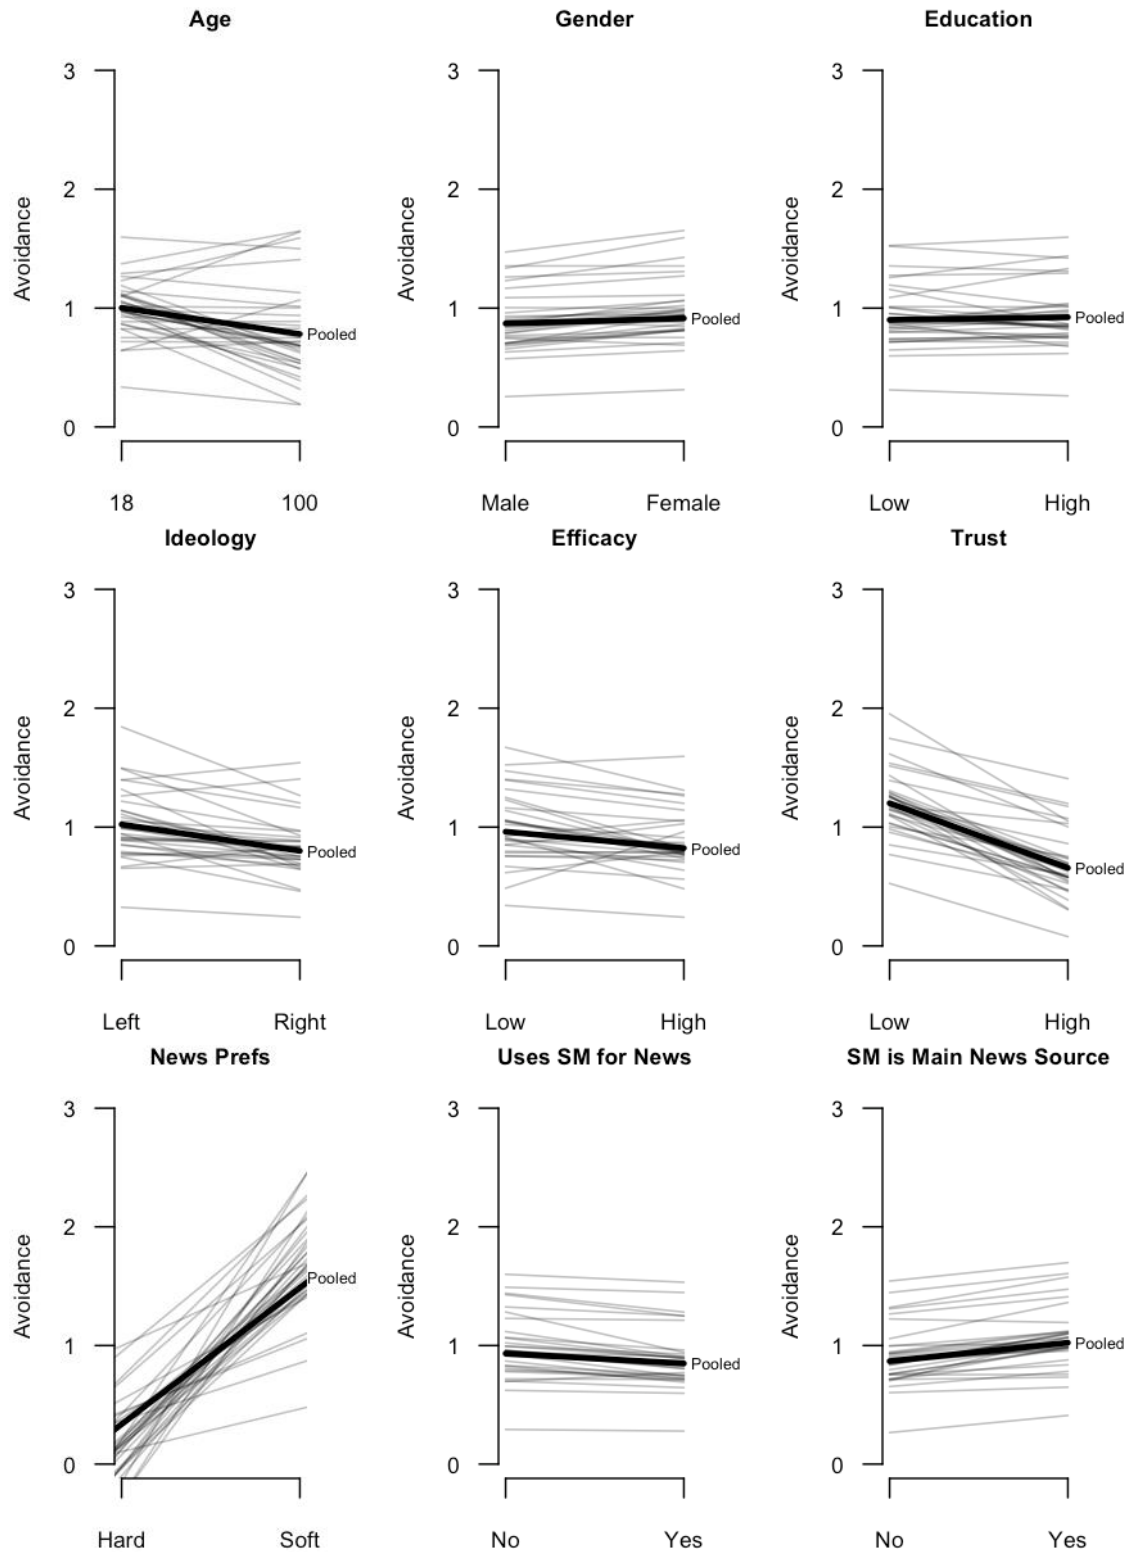 Age
Gender
Education
3
2
1
0
Avoidance
Pooled
18
100
3
2
1
0
Avoidance
Pooled
Male
Female
3
2
1
0
Avoidance
Pooled
Low
High
Ideology
Efficacy
Trust
3
2
1
0
Avoidance
Pooled
Left
Right
3
2
1
0
Avoidance
Pooled
Low
High
3
2
1
0
Avoidance
Pooled
Low
High
News Prefs
Uses SM for News
SM is Main News Source
3
2
1
0
Avoidance
Pooled
Hard
Soft
3
2
1
0
Avoidance
Pooled
No
Yes
3
2
1
0
Avoidance
Pooled
No
Yes